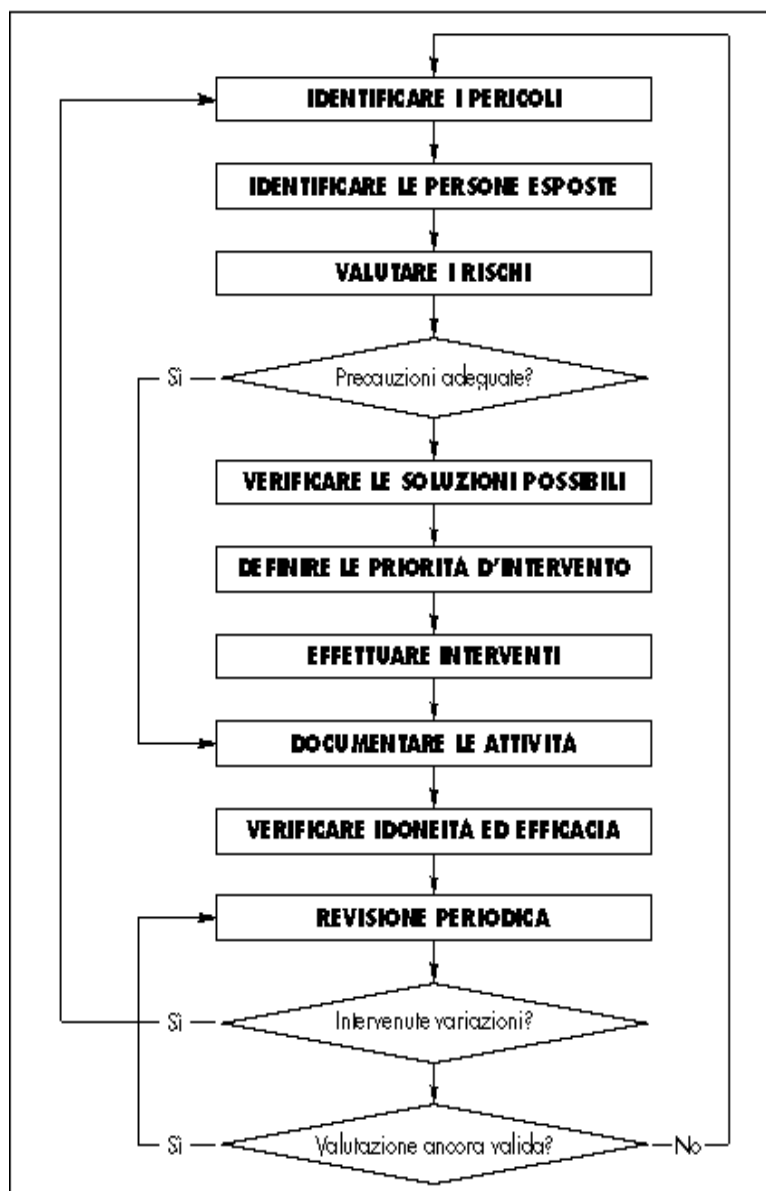 IDENTIFICARE I PERICOLI
IDENTIFICARE LE PERSONE ESPOSTE
VALUTARE I RISCHI
Sì
Precauzioni adeguate?
VERIFICARE LE SOLUZIONI POSSIBILI
DEFINIRE LE PRIORITÀ D'INTERVENTO
EFFETTUARE INTERVENTI
DOCUMENTARE LE ATTIVITÀ
VERIFICARE IDONEITÀ ED EFFICACIA
REVISIONE PERIODICA
Sì
Intervenute variazioni?
Sì
Valutazione ancora valida?
No